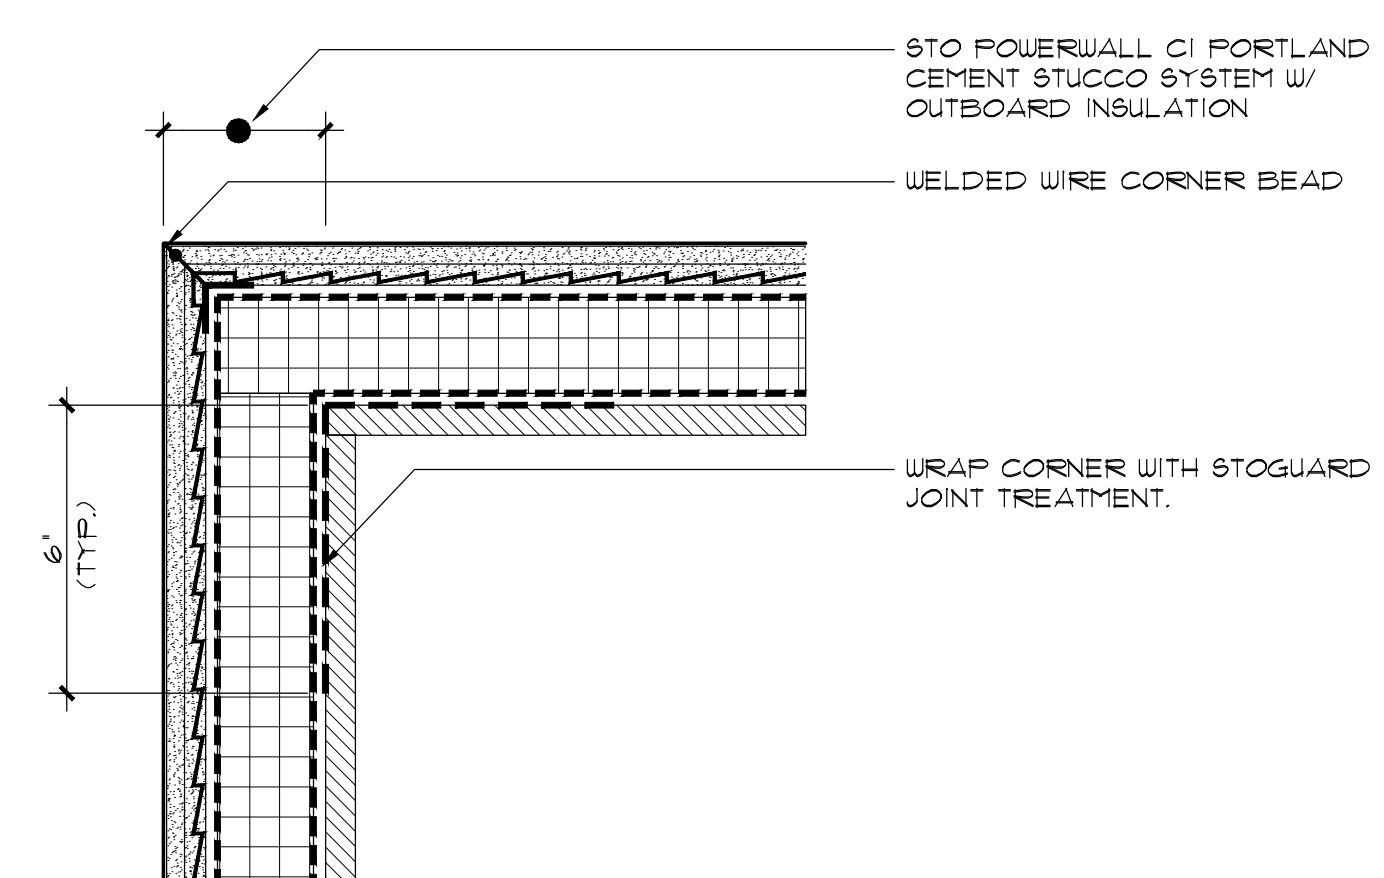 STO POWERWALL CI PORTLAND
CEMENT STUCCO SYSTEM W/
OUTBOARD INSULATION
WELDED WIRE CORNER BEAD
WRAP CORNER WITH STOGUARD
JOINT TREATMENT.
6"
(TYP.)